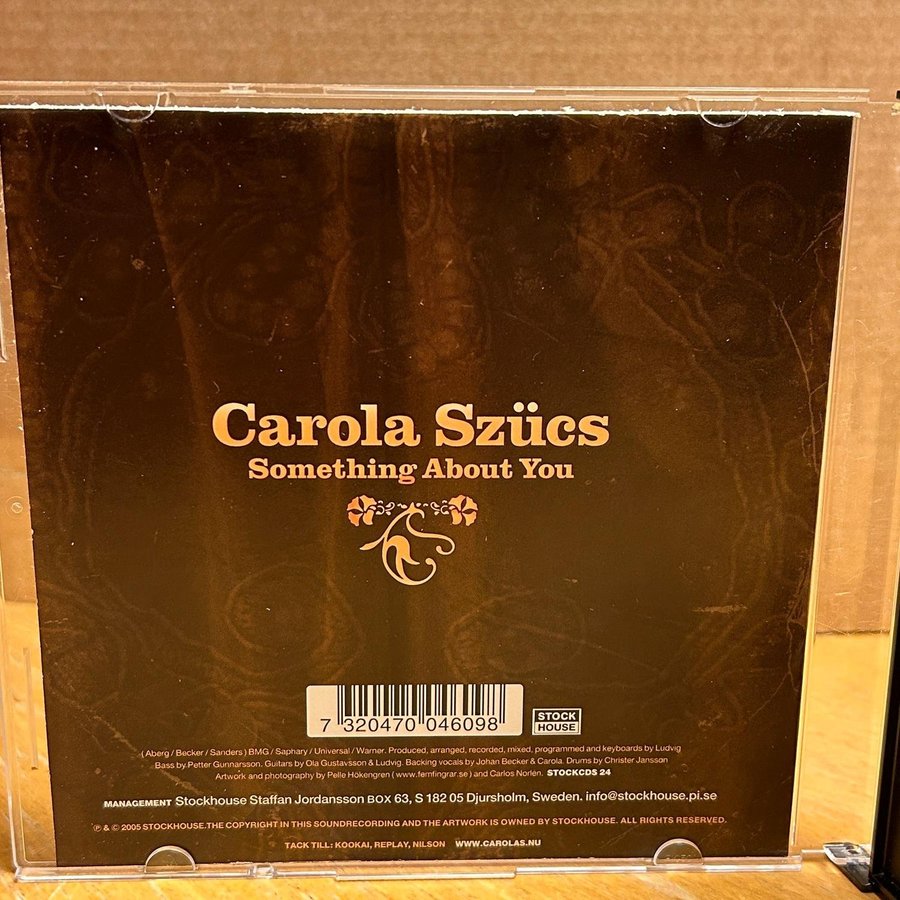 Carola Szücs
Something About You
7 320470 046098
STOCK
HOUSE
( Åberg / Becker / Sanders ) BMG / Saphary / Universal / Warner. Produced, arranged, recorded, mixed, programmed and keyboards by Ludvig
Bass by Petter Gunnarsson. Guitars by Ola Gustavsson & Ludvig. Backing vocals by Johan Becker & Carola. Drums by Christer Jansson
Artwork and photography by Pelle Hökengren ( www.femfingrar.se ) and Carlos Norlén. STOCKCDS 24
MANAGEMENT Stockhouse Staffan Jordansson BOX 63, S 182 05 Djursholm, Sweden. info@stockhouse.pi.se
℗ & © 2005 STOCKHOUSE.THE COPYRIGHT IN THIS SOUNDRECORDING AND THE ARTWORK IS OWNED BY STOCKHOUSE. ALL RIGHTS RESERVED.
TACK TILL: KOOKAI, REPLAY, NILSON WWW.CAROLAS.NU